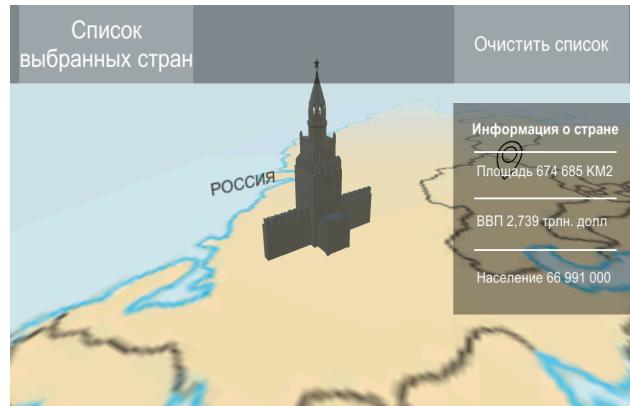 Список
выбранных стран
Очистить список
Информация о стране
Площадь 674 685 KM2
РОССИЯ
ВВП 2,739 трлн. долл
Население 66 991 000